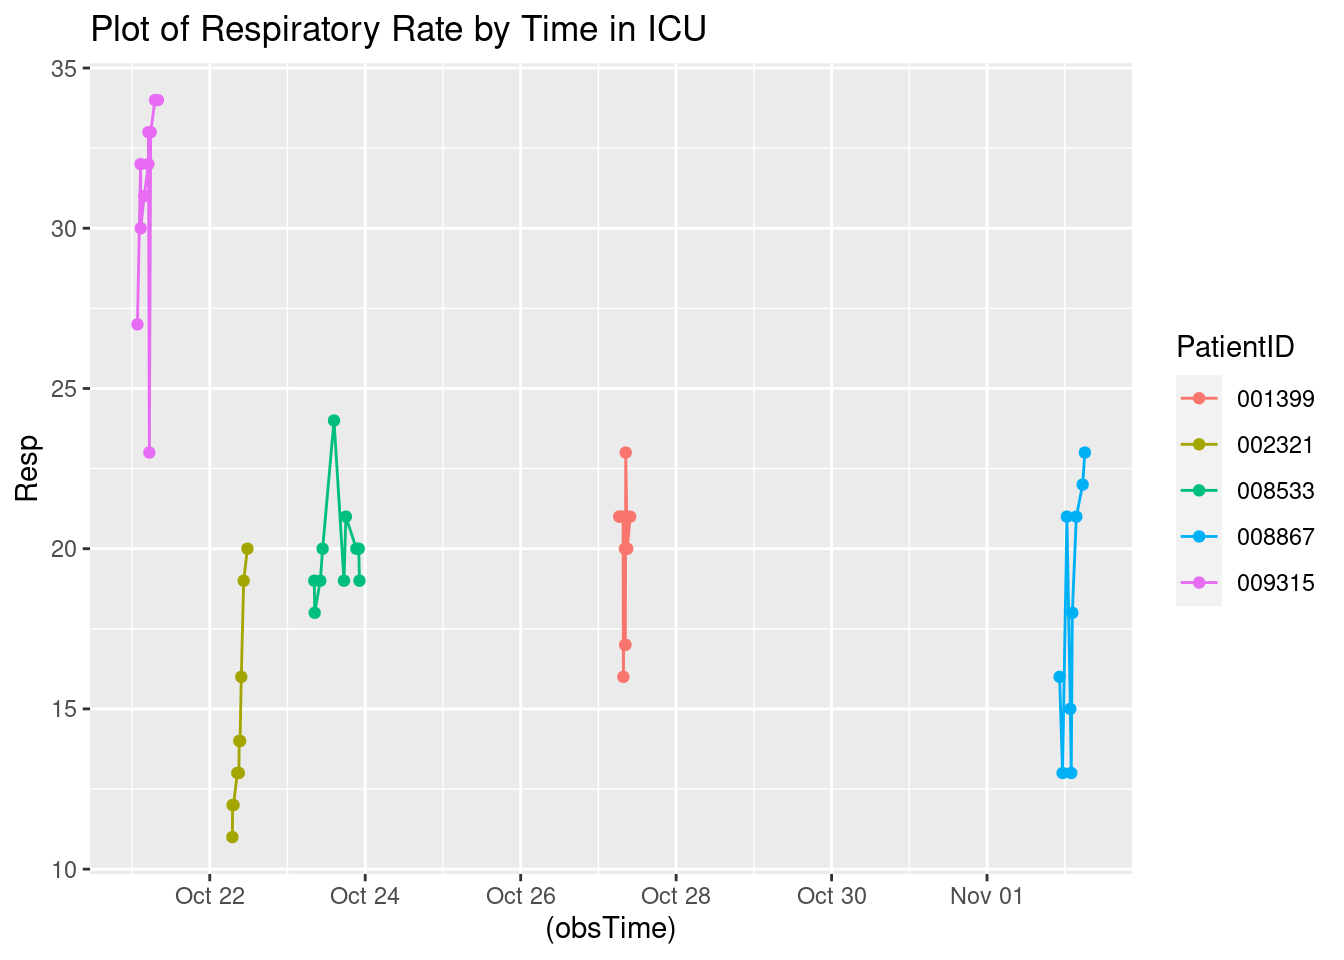 Plot of Respiratory Rate by Time in ICU
35
30
25
20
15
10
Resp
Oct 22 Oct 24 Oct 26 Oct 28 Oct 30 Nov 01
(obsTime)
PatientID
001399
002321
008533
008867
009315